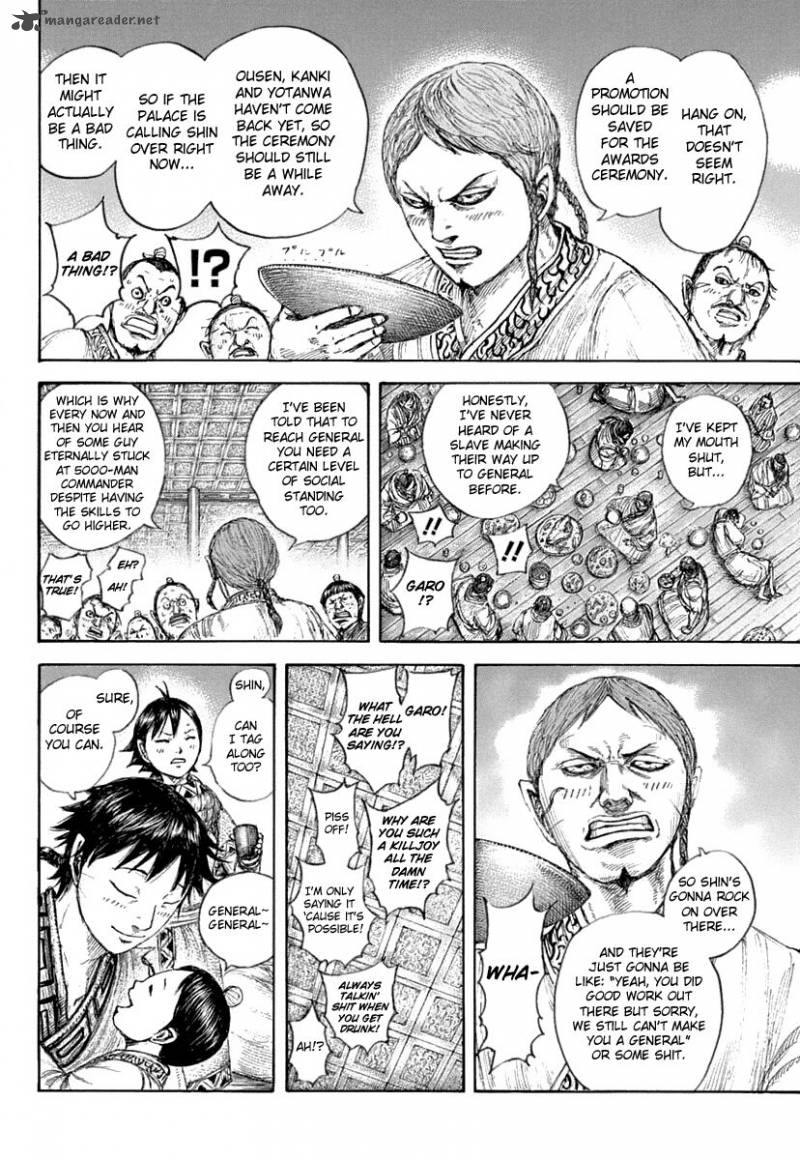 mangareader.net
HANG ON,
THAT
DOESN'T
SEEM
RIGHT.
A
PROMOTION
SHOULD BE
SAVED
FOR THE
AWARDS
CEREMONY.
OUSEN, KANKI
AND YOTANWA
HAVEN'T COME
BACK YET, SO
THE CEREMONY
SHOULD STILL
BE A WHILE
AWAY.
SO IF THE
PALACE IS
CALLING SHIN
OVER RIGHT
NOW...
THEN IT
MIGHT
ACTUALLY
BE A BAD
THING.
プル プル
!?
A BAD
THING!?
I'VE KEPT
MY MOUTH
SHUT,
BUT...
HONESTLY,
I'VE NEVER
HEARD OF A
SLAVE MAKING
THEIR WAY UP
TO GENERAL
BEFORE.
!!
!!
GARO
!?
I'VE BEEN
TOLD THAT TO
REACH GENERAL
YOU NEED A
CERTAIN LEVEL
OF SOCIAL
STANDING
TOO.
WHICH IS WHY
EVERY NOW AND
THEN YOU HEAR
OF SOME GUY
ETERNALLY STUCK
AT 5000-MAN
COMMANDER
DESPITE HAVING
THE SKILLS TO
GO HIGHER.
EH?
AH!
THAT'S
TRUE!
SO SHIN'S
GONNA ROCK
ON OVER
THERE...
AND THEY'RE
JUST GONNA BE
LIKE: "YEAH, YOU DID
GOOD WORK OUT
THERE BUT SORRY,
WE STILL CAN'T MAKE
YOU A GENERAL"
OR SOME SHIT.
WHA-
GARO!
WHAT
THE HELL
ARE YOU
SAYING!?
WHY ARE
YOU SUCH
A KILLJOY
ALL THE
DAMN
TIME!?
PISS
OFF!
I'M ONLY
SAYING IT
'CAUSE IT'S
POSSIBLE!
ALWAYS
TALKIN'
SHIT WHEN
YOU GET
DRUNK!
AH!?
SHIN,
CAN I
TAG
ALONG
TOO?
SURE,
OF
COURSE
YOU CAN.
GENERAL~
GENERAL~